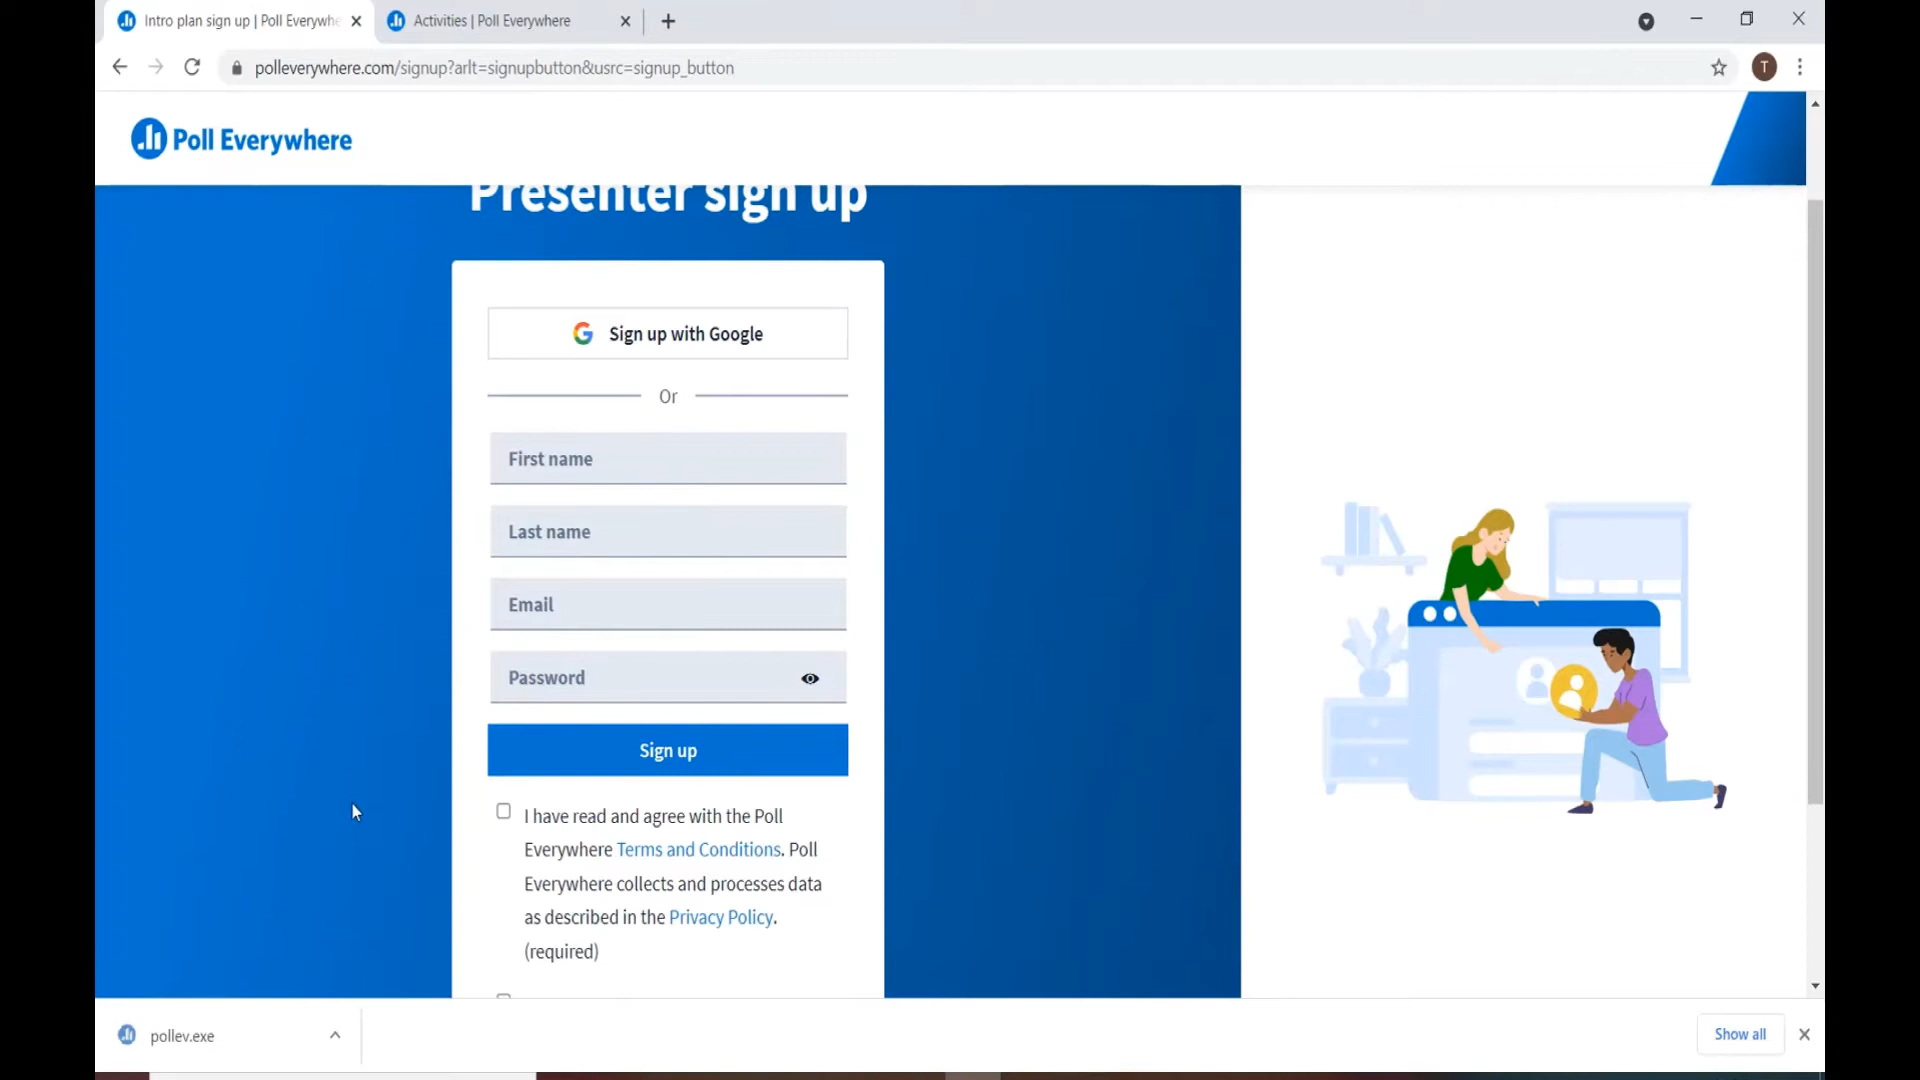 Intro plan sign up | Poll Everywhe
Activities | Poll Everywhere
polleverywhere.com/signup?arlt=signupbutton&usrc=signup_button
T
Poll Everywhere
Presenter sign up
Sign up with Google
Or
First name
Last name
Email
Password
Sign up
I have read and agree with the Poll
Everywhere Terms and Conditions. Poll
Everywhere collects and processes data
as described in the Privacy Policy.
(required)
pollev.exe
Show all